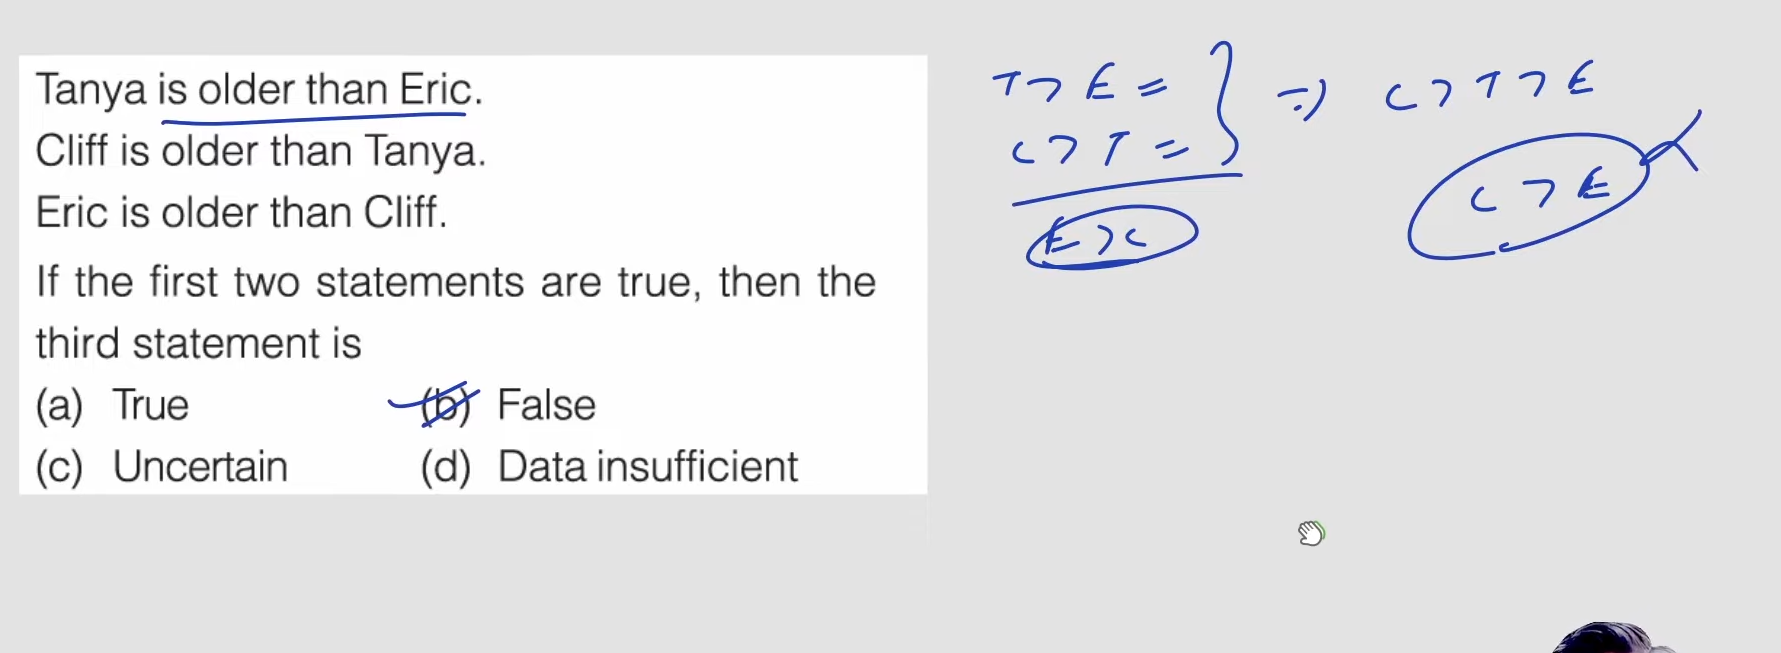 Tanya is older than Eric.
Cliff is older than Tanya.
Eric is older than Cliff.
If the first two statements are true, then the
third statement is
(a) True (b) False
(c) Uncertain (d) Data insufficient
T > E =
C > T =
E > C
⇒ C > T > E
C > E